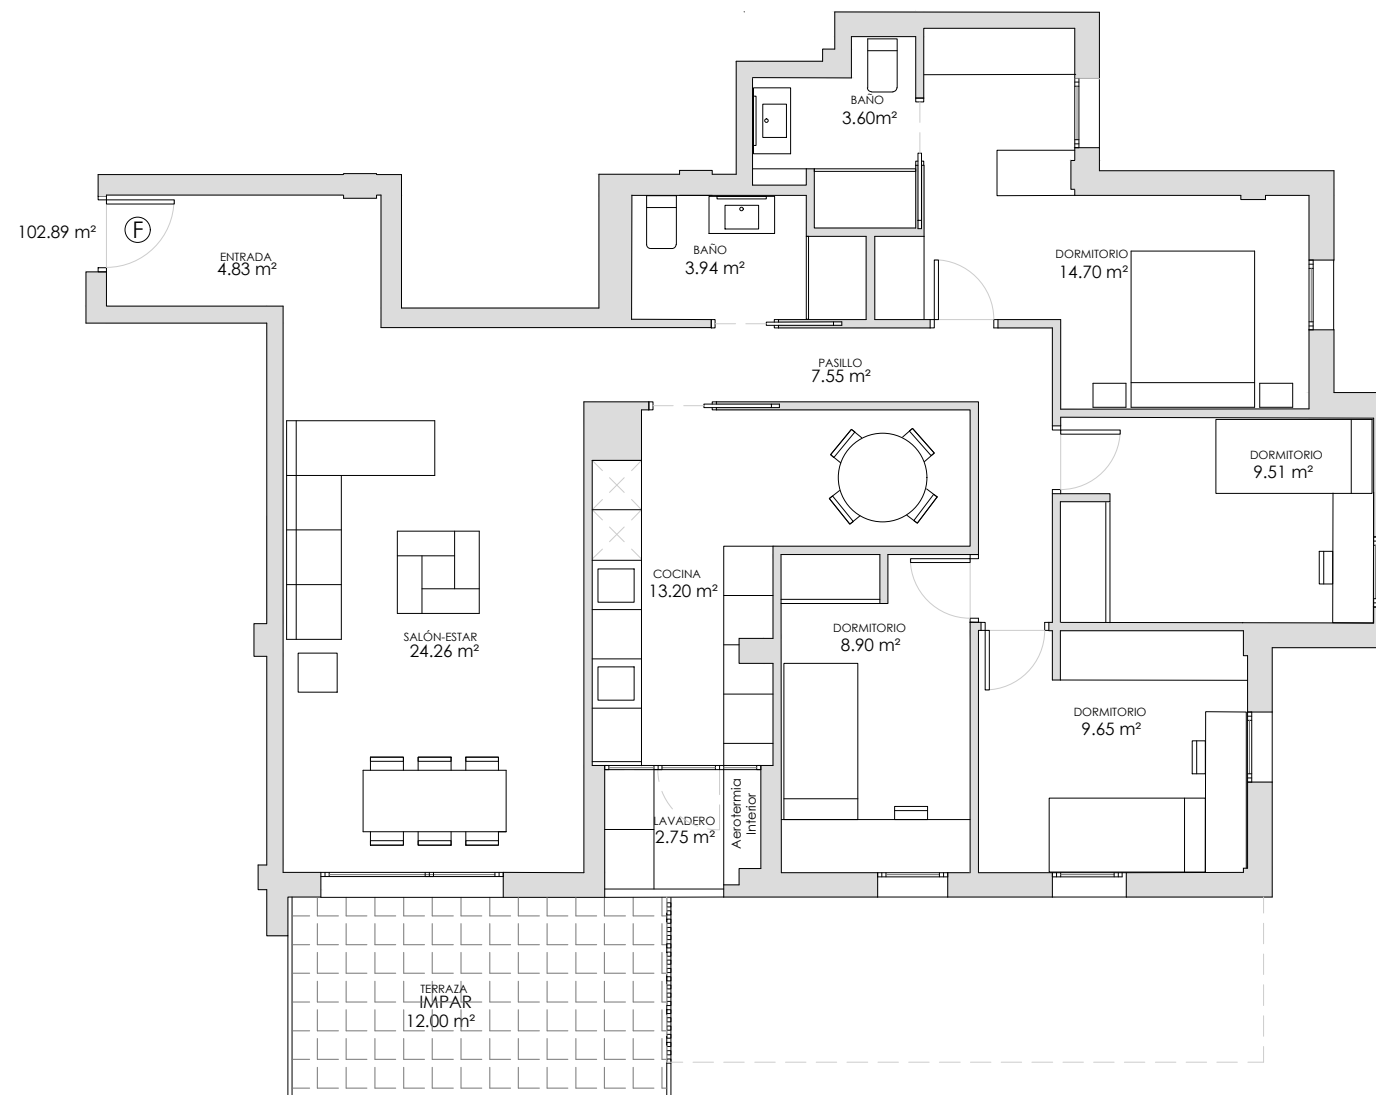 BAÑO
3.60m²
102.89 m²
F
ENTRADA
4.83 m²
BAÑO
3.94 m²
DORMITORIO
14.70 m²
PASILLO
7.55 m²
DORMITORIO
9.51 m²
COCINA
13.20 m²
SALÓN-ESTAR
24.26 m²
DORMITORIO
8.90 m²
DORMITORIO
9.65 m²
LAVADERO
2.75 m²
Aerotermia
Interior
TERRAZA
IMPAR
12.00 m²